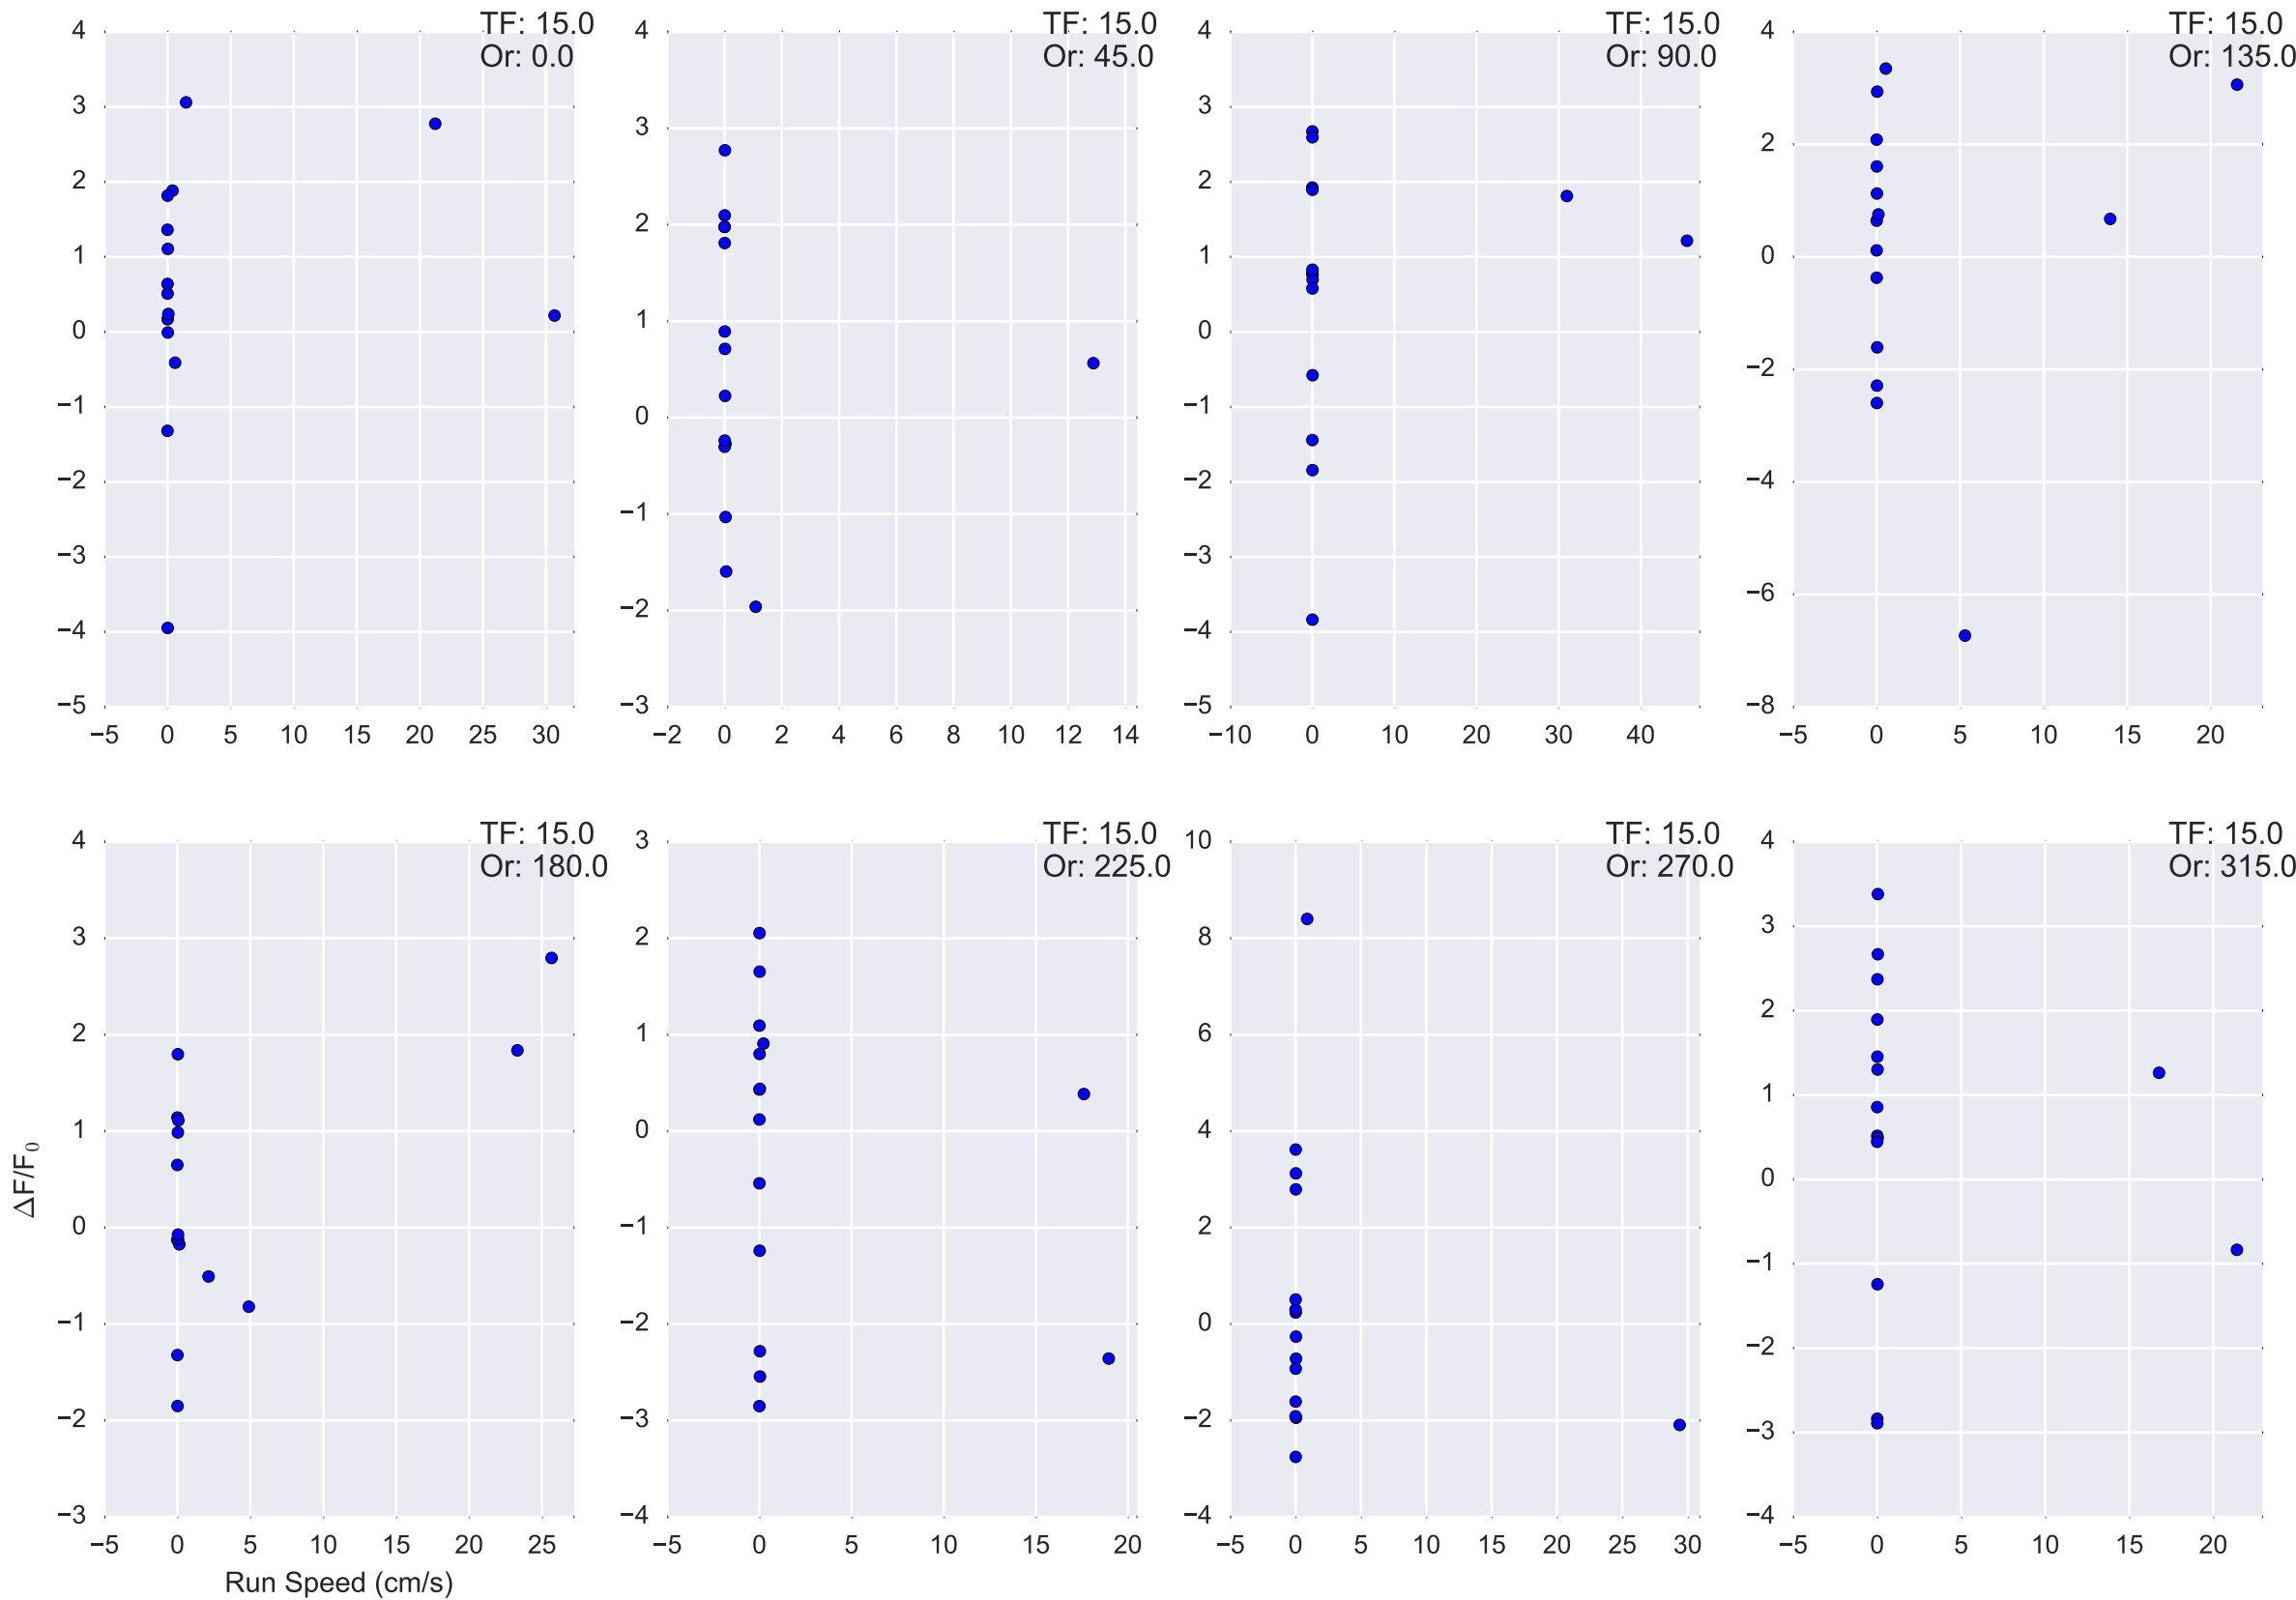 TF: 15.0
Or: 0.0
4
3
2
1
0
−1
−2
−3
−4
−5
−5 0 5 10 15 20 25 30
TF: 15.0
Or: 45.0
4
3
2
1
0
−1
−2
−3
−2 0 2 4 6 8 10 12 14
TF: 15.0
Or: 90.0
4
3
2
1
0
−1
−2
−3
−4
−5
−10 0 10 20 30 40
TF: 15.0
Or: 135.0
4
2
0
−2
−4
−6
−8
−5 0 5 10 15 20
TF: 15.0
Or: 180.0
4
3
2
1
0
−1
−2
−3
ΔF/F₀
−5 0 5 10 15 20 25
Run Speed (cm/s)
TF: 15.0
Or: 225.0
3
2
1
0
−1
−2
−3
−4
−5 0 5 10 15 20
TF: 15.0
Or: 270.0
10
8
6
4
2
0
−2
−4
−5 0 5 10 15 20 25 30
TF: 15.0
Or: 315.0
4
3
2
1
0
−1
−2
−3
−4
−5 0 5 10 15 20